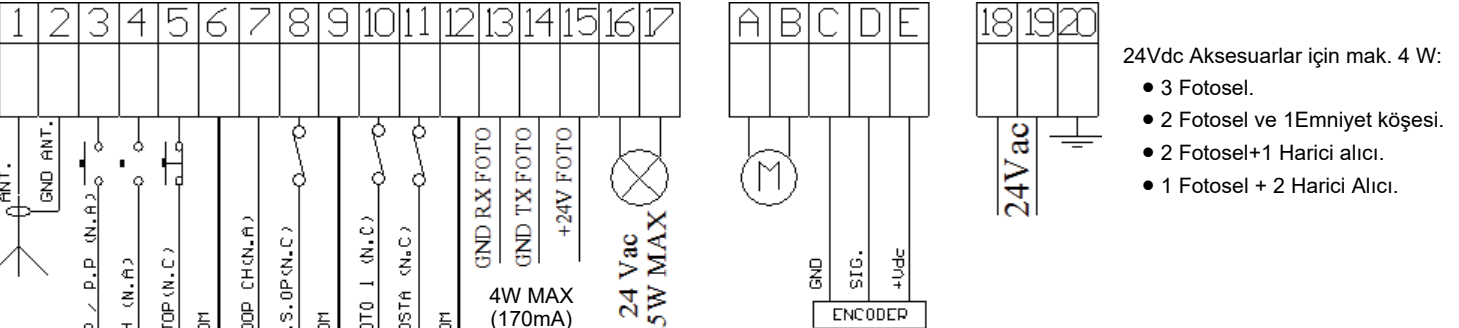 1 2 3 4 5 6 7 8 9 10 11 12 13 14 15 16 17
A B C D E
18 19 20
ANT.
GND ANT.
P / P.P (N.A)
H (N.A)
TOP(N.C)
OM
OOP CH(N.A)
.S.OP(N.C)
OM
OTO 1 (N.C)
OSTA (N.C)
OM
GND RX FOTO
GND TX FOTO
+24V FOTO
4W MAX
(170mA)
24 Vac
5W MAX
M
GND
SIG.
+Vdc
ENCODER
24Vac
24Vdc Aksesuarlar için mak. 4 W:
● 3 Fotosel.
● 2 Fotosel ve 1Emniyet köşesi.
● 2 Fotosel+1 Harici alıcı.
● 1 Fotosel + 2 Harici Alıcı.